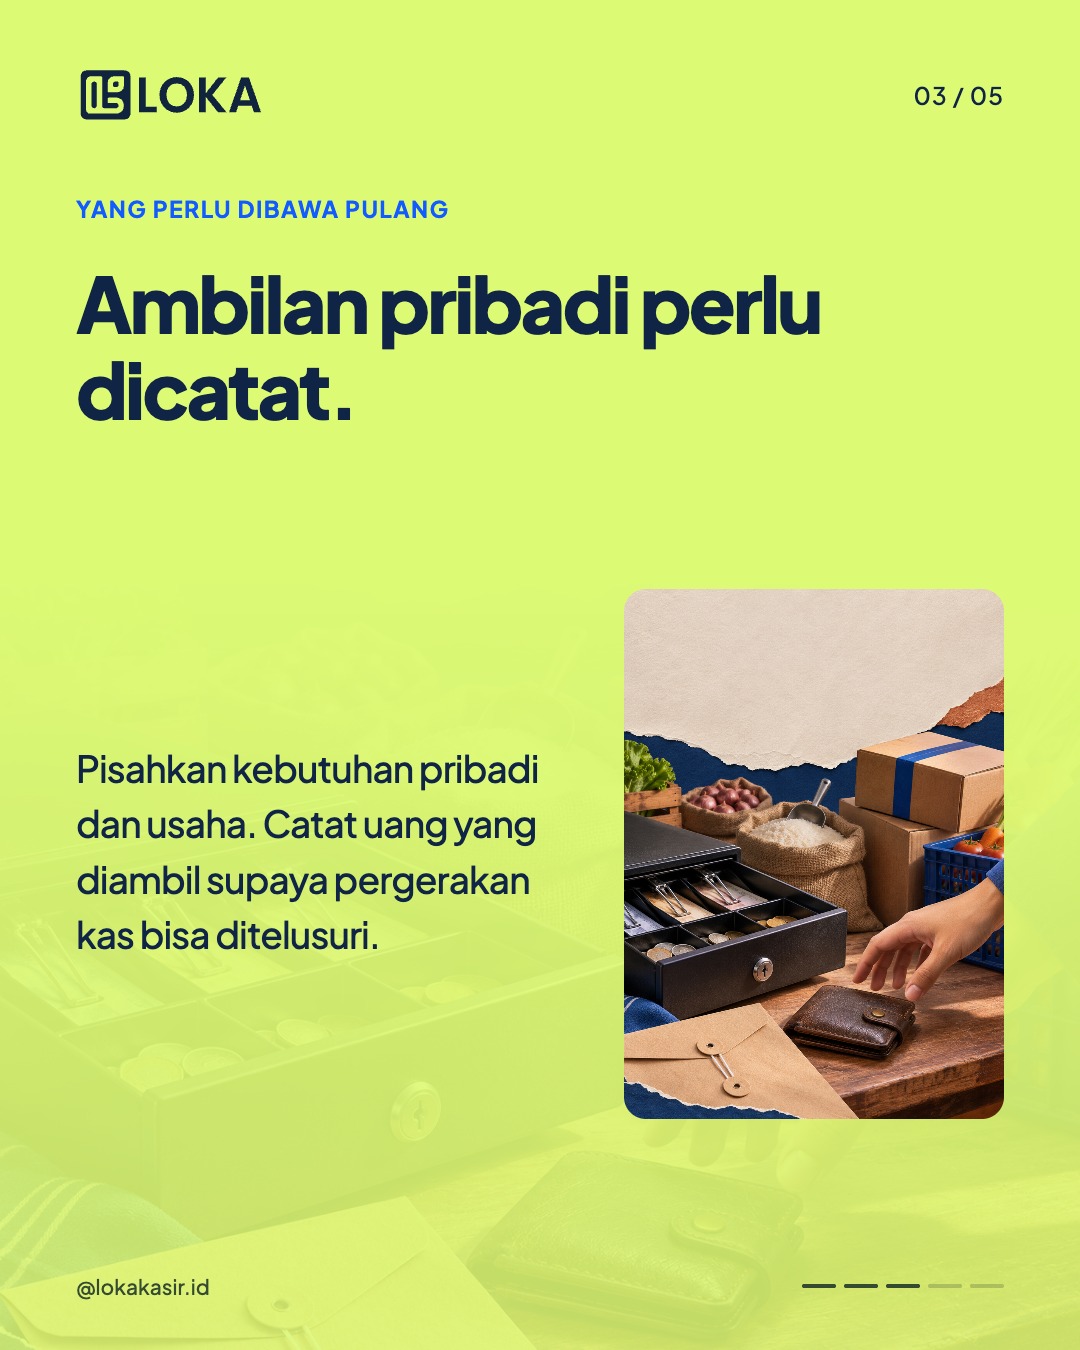 LOKA
03 / 05
YANG PERLU DIBAWA PULANG
Ambilan pribadi perlu
dicatat.
Pisahkan kebutuhan pribadi
dan usaha. Catat uang yang
diambil supaya pergerakan
kas bisa ditelusuri.
@lokakasir.id